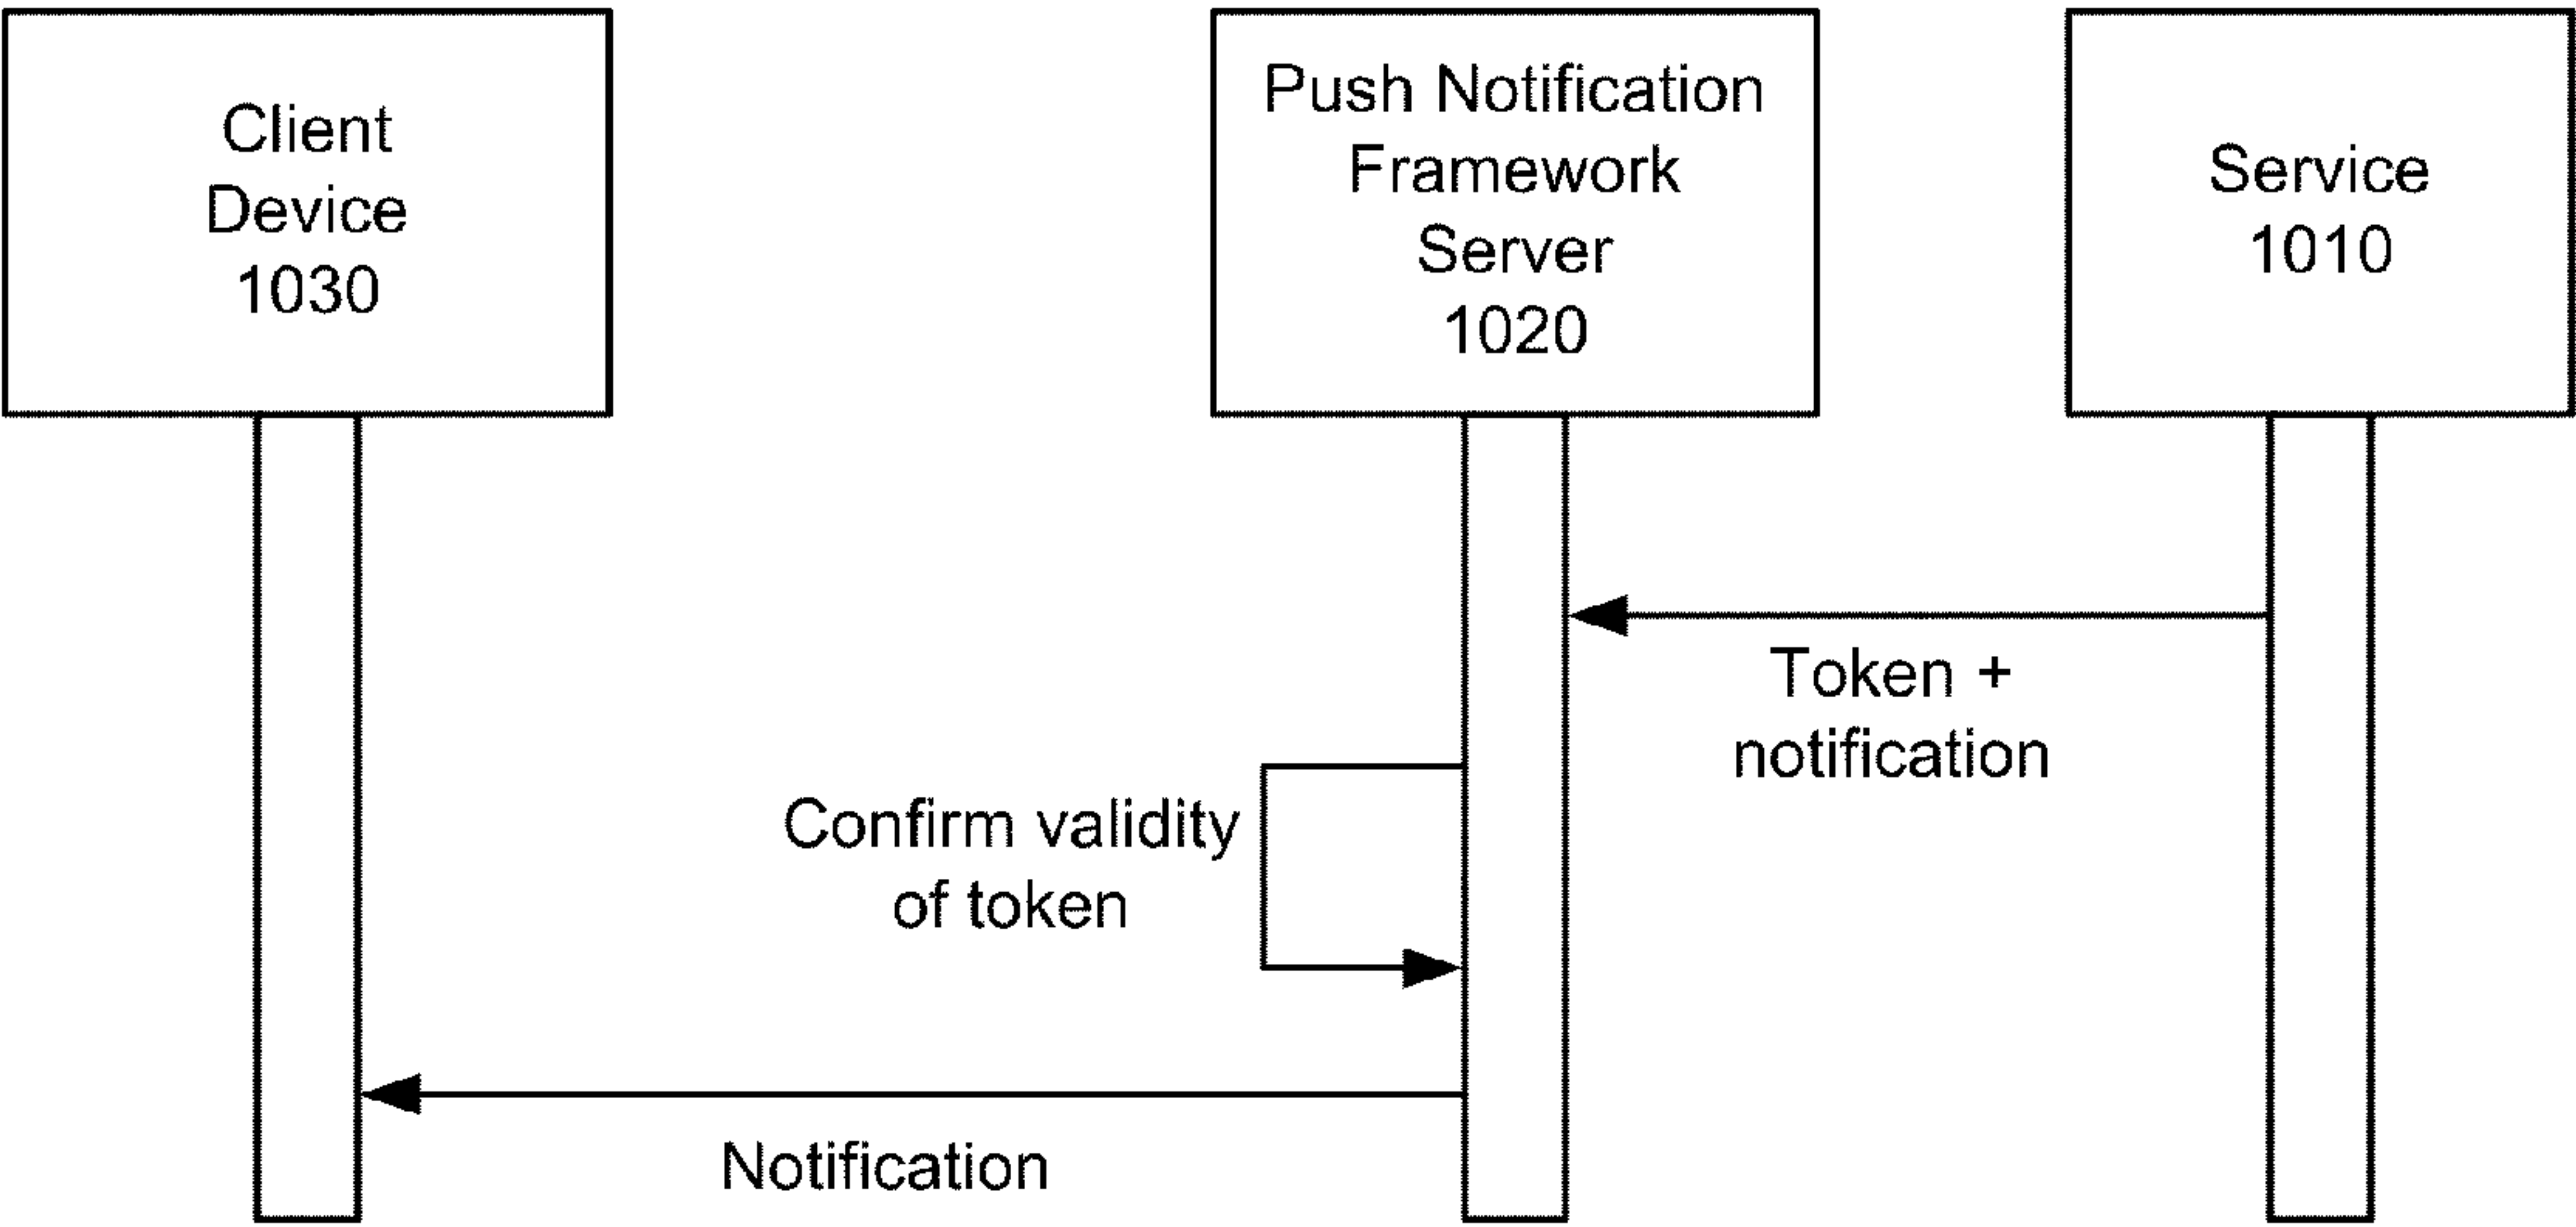 Client
Device
1030
Push Notification
Framework
Server
1020
Service
1010
Token +
notification
Confirm validity
of token
Notification